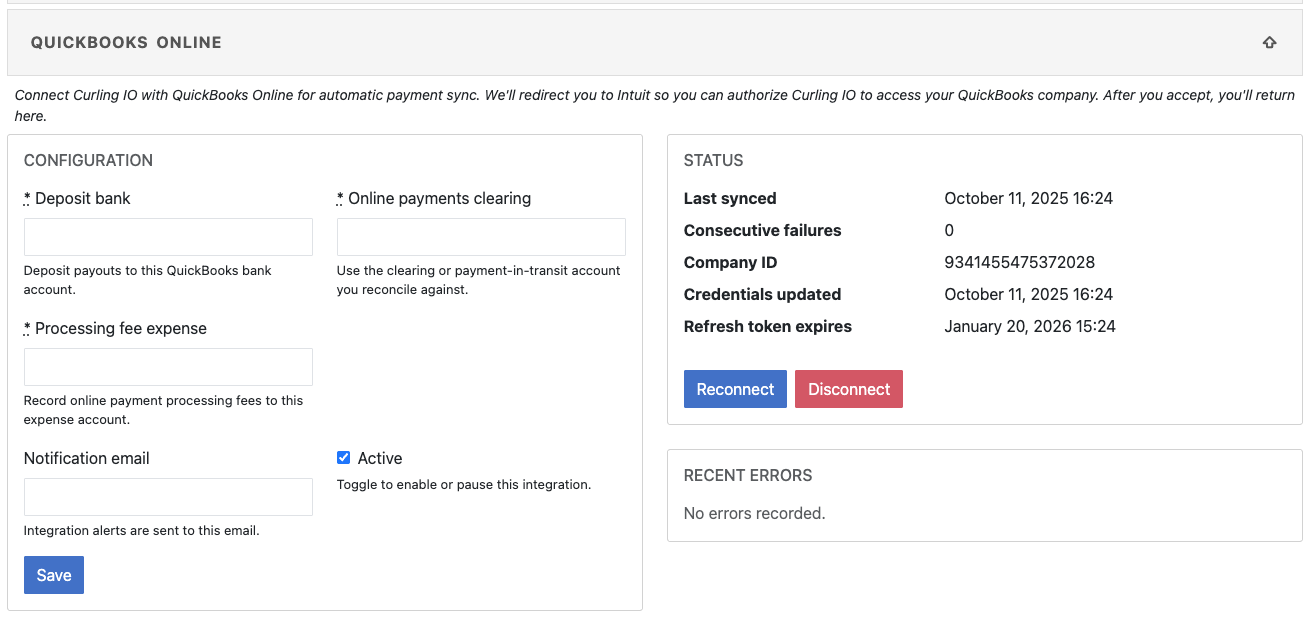 QUICKBOOKS ONLINE
Connect Curling IO with QuickBooks Online for automatic payment sync. We'll redirect you to Intuit so you can authorize Curling IO to access your QuickBooks company. After you accept, you'll return
here.
CONFIGURATION
* Deposit bank
Deposit payouts to this QuickBooks bank
account.
* Online payments clearing
Use the clearing or payment-in-transit account
you reconcile against.
* Processing fee expense
Record online payment processing fees to this
expense account.
Notification email
Integration alerts are sent to this email.
Active
Toggle to enable or pause this integration.
Save
STATUS
Last synced October 11, 2025 16:24
Consecutive failures 0
Company ID 9341455475372028
Credentials updated October 11, 2025 16:24
Refresh token expires January 20, 2026 15:24
Reconnect Disconnect
RECENT ERRORS
No errors recorded.